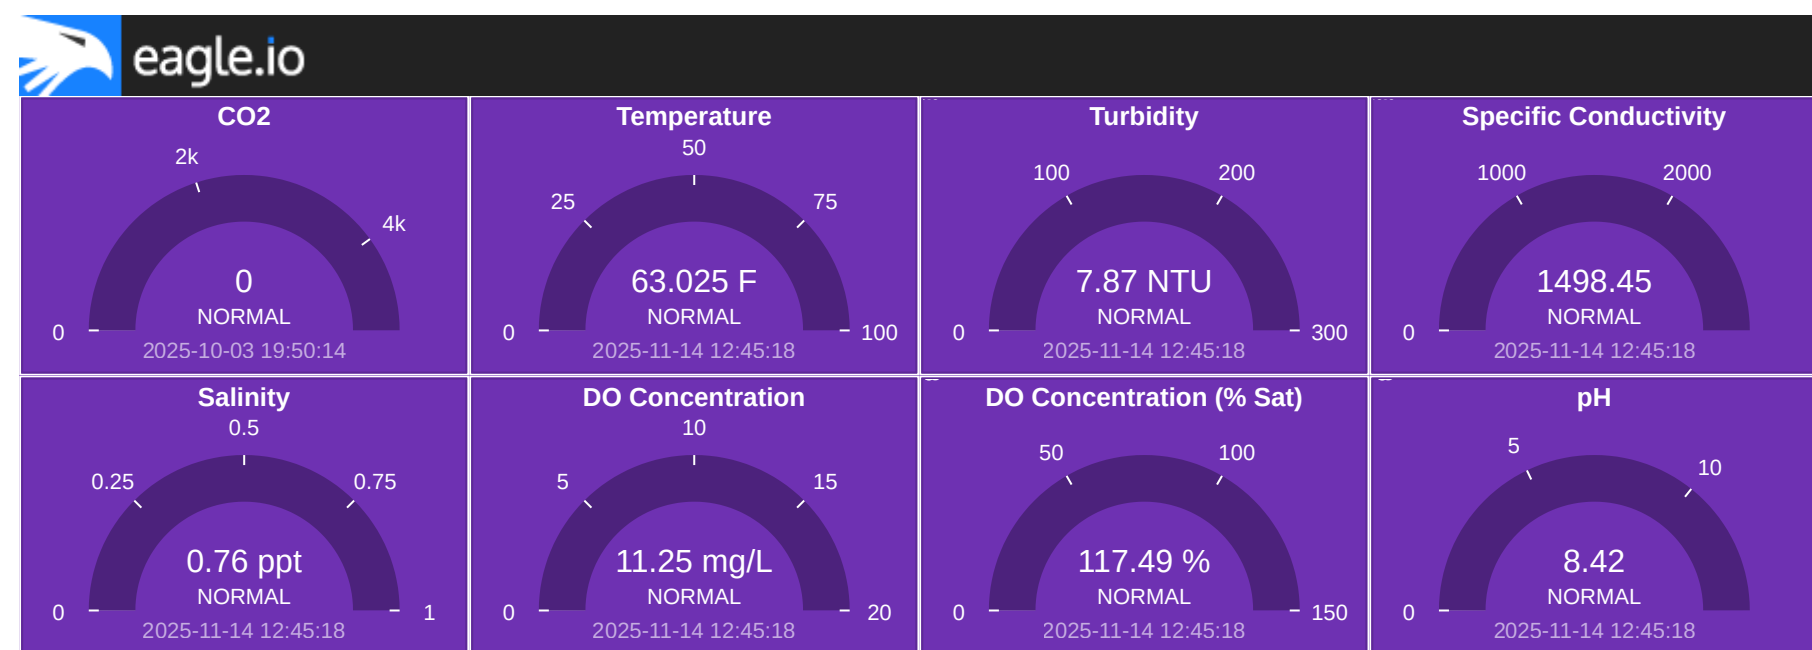 eagle.io
CO2
2k
4k
0
0
NORMAL
2025-10-03 19:50:14
Temperature
50
25
75
63.025 F
NORMAL
0
100
2025-11-14 12:45:18
Turbidity
100
200
7.87 NTU
NORMAL
0
300
2025-11-14 12:45:18
Specific Conductivity
1000
2000
1498.45
NORMAL
0
2025-11-14 12:45:18
Salinity
0.5
0.25
0.75
0.76 ppt
NORMAL
0
1
2025-11-14 12:45:18
DO Concentration
10
5
15
11.25 mg/L
NORMAL
0
20
2025-11-14 12:45:18
DO Concentration (% Sat)
50
100
117.49 %
NORMAL
0
150
2025-11-14 12:45:18
pH
5
10
8.42
NORMAL
0
2025-11-14 12:45:18